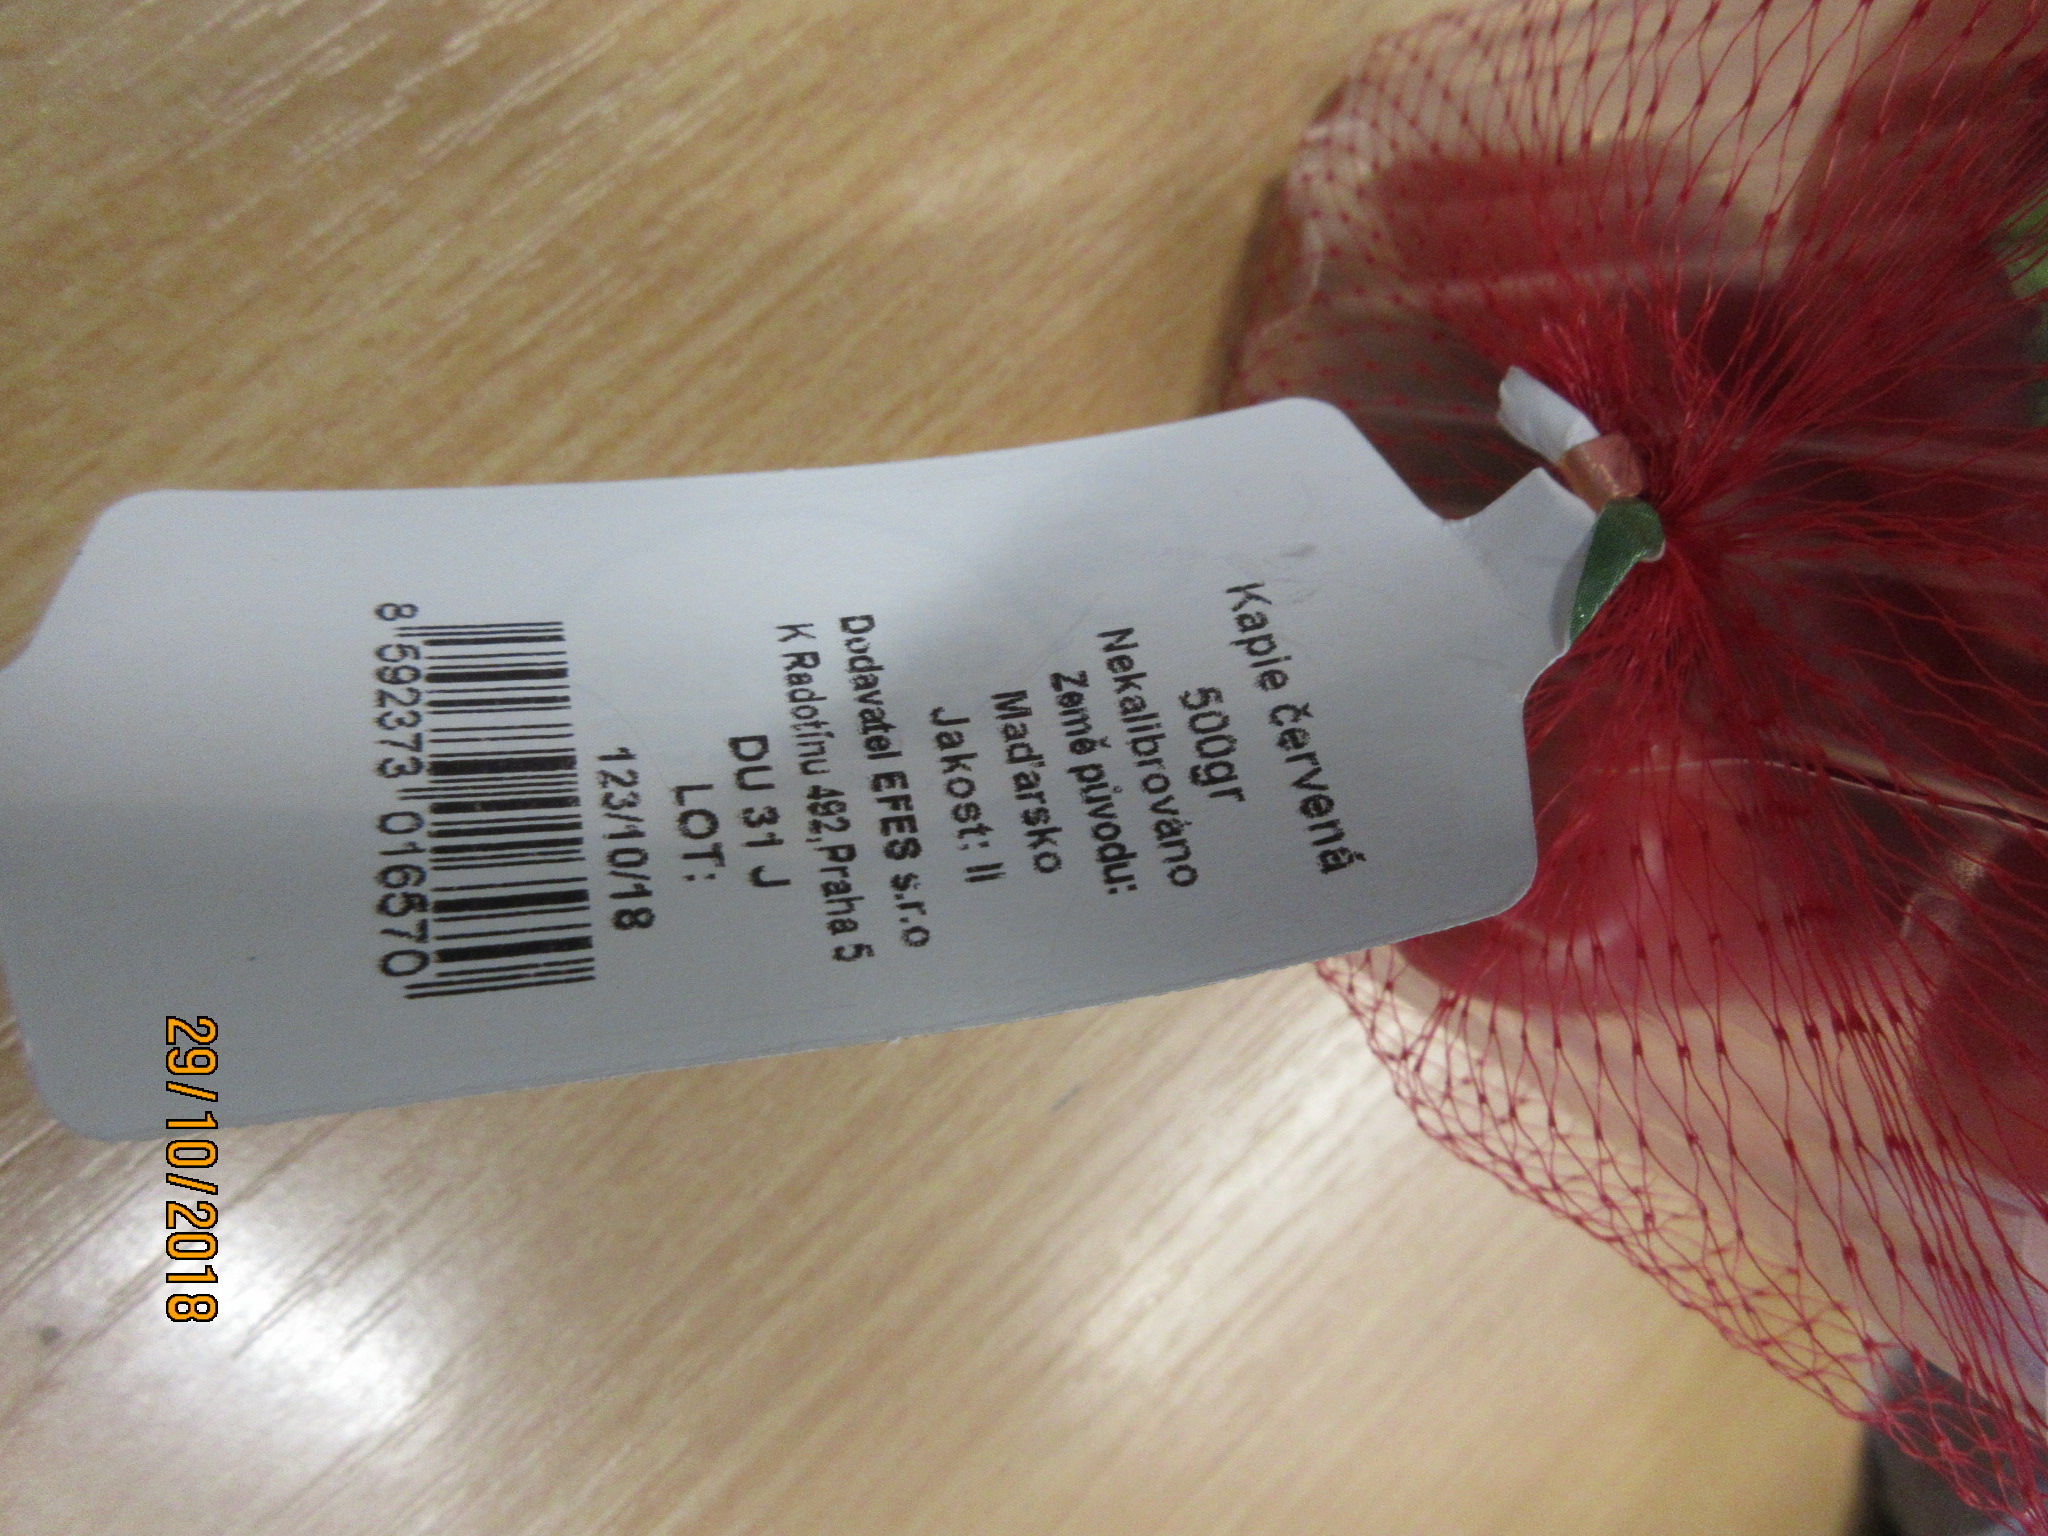 Kapie červená
500gr
Nekalibrováno
Země původu:
Maďarsko
Jakost: II
Dodavatel EFES s.r.o
K Radotínu 492, Praha 5
DU 31 J
LOT:
123/10/18
8 592373 016570
29/10/2018